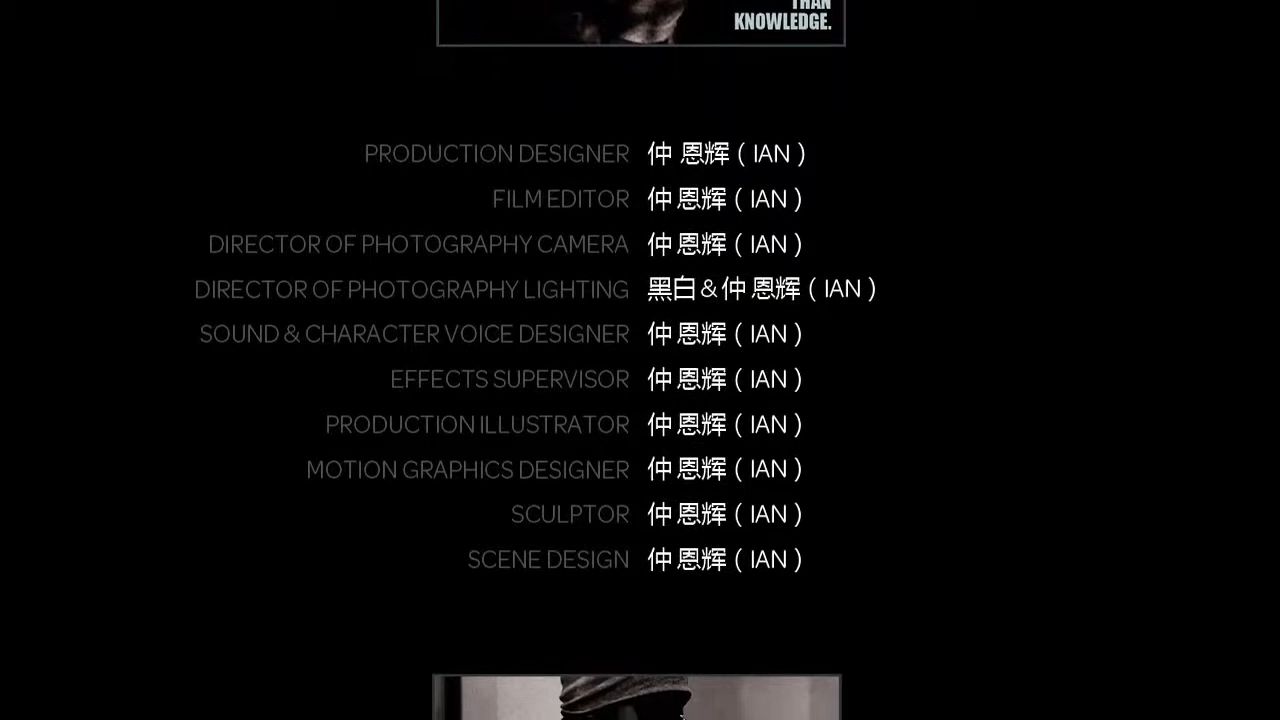 THAN
KNOWLEDGE.
PRODUCTION DESIGNER 仲 恩辉 ( IAN )
FILM EDITOR 仲 恩辉 ( IAN )
DIRECTOR OF PHOTOGRAPHY CAMERA 仲 恩辉 ( IAN )
DIRECTOR OF PHOTOGRAPHY LIGHTING 黑白 & 仲 恩辉 ( IAN )
SOUND & CHARACTER VOICE DESIGNER 仲 恩辉 ( IAN )
EFFECTS SUPERVISOR 仲 恩辉 ( IAN )
PRODUCTION ILLUSTRATOR 仲 恩辉 ( IAN )
MOTION GRAPHICS DESIGNER 仲 恩辉 ( IAN )
SCULPTOR 仲 恩辉 ( IAN )
SCENE DESIGN 仲 恩辉 ( IAN )